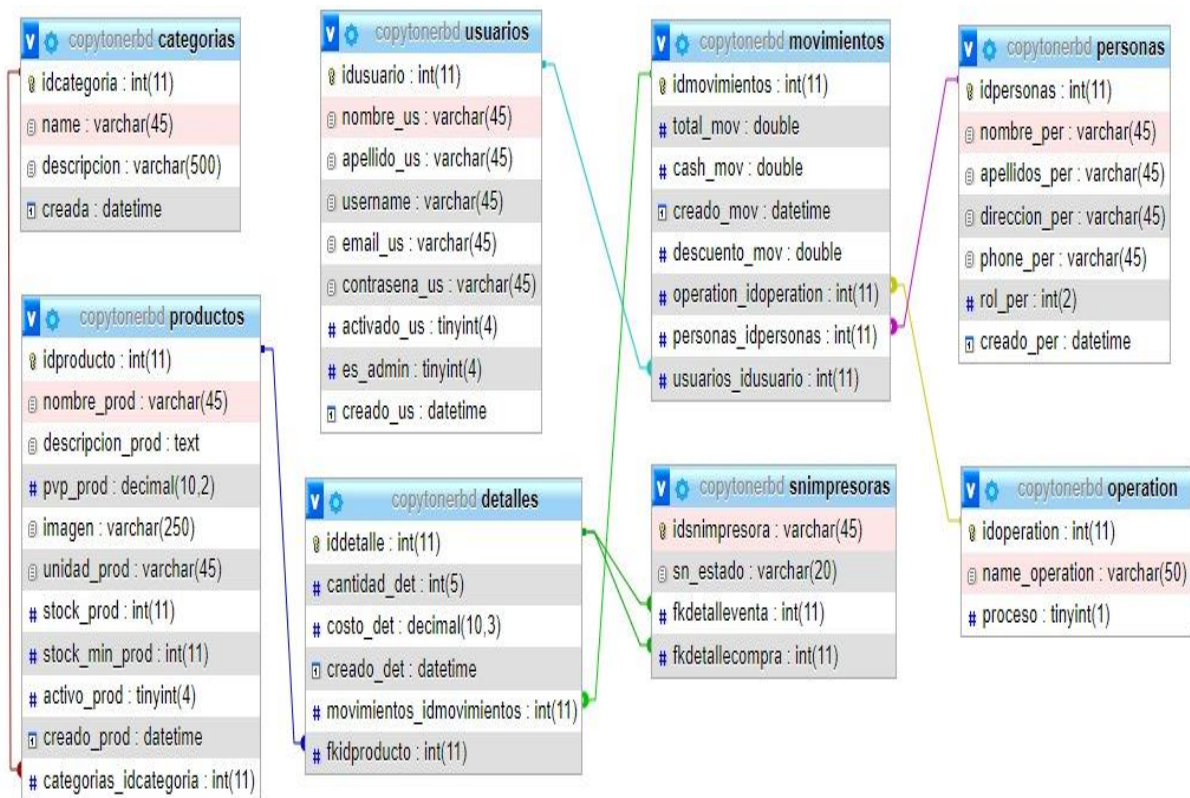 copytonerbd categorias
idcategoria : int(11)
name : varchar(45)
descripcion : varchar(500)
creada : datetime
copytonerbd usuarios
idusuario : int(11)
nombre_us : varchar(45)
apellido_us : varchar(45)
username : varchar(45)
email_us : varchar(45)
contrasena_us : varchar(45)
activado_us : tinyint(4)
es_admin : tinyint(4)
creado_us : datetime
copytonerbd movimientos
idmovimientos : int(11)
total_mov : double
cash_mov : double
creado_mov : datetime
descuento_mov : double
operation_idoperation : int(11)
personas_idpersonas : int(11)
usuarios_idusuario : int(11)
copytonerbd personas
idpersonas : int(11)
nombre_per : varchar(45)
apellidos_per : varchar(45)
direccion_per : varchar(45)
phone_per : varchar(45)
rol_per : int(2)
creado_per : datetime
copytonerbd productos
idproducto : int(11)
nombre_prod : varchar(45)
descripcion_prod : text
pvp_prod : decimal(10,2)
imagen : varchar(250)
unidad_prod : varchar(45)
stock_prod : int(11)
stock_min_prod : int(11)
activo_prod : tinyint(4)
creado_prod : datetime
categorias_idcategoria : int(11)
copytonerbd detalles
iddetalle : int(11)
cantidad_det : int(5)
costo_det : decimal(10,3)
creado_det : datetime
movimientos_idmovimientos : int(11)
fkidproducto : int(11)
copytonerbd snimpresoras
idsnimpresora : varchar(45)
sn_estado : varchar(20)
fkdetalleventa : int(11)
fkdetallecompra : int(11)
copytonerbd operation
idoperation : int(11)
name_operation : varchar(50)
proceso : tinyint(1)